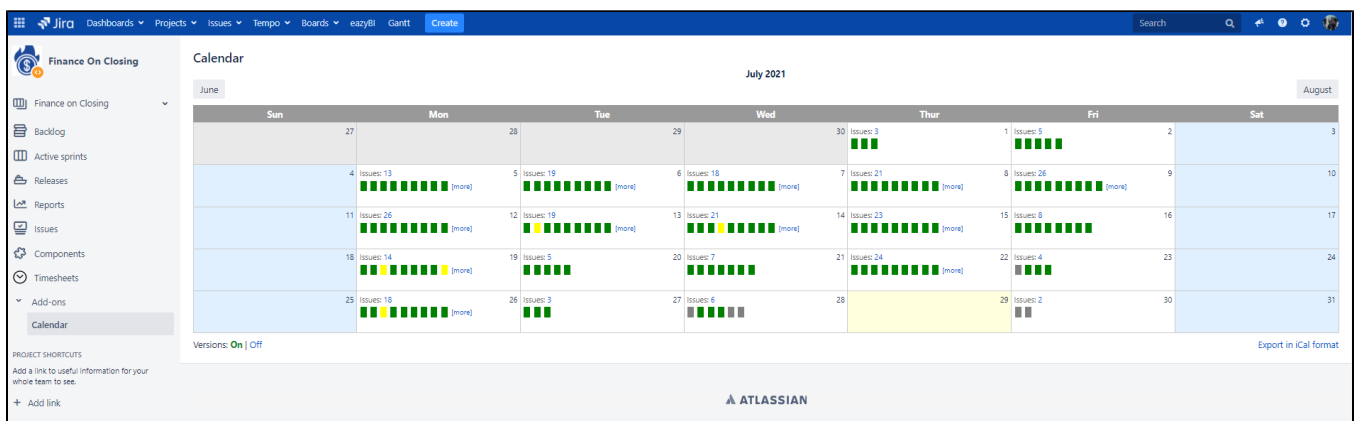 Jira Dashboards Projects Issues Tempo Boards eazyBI Gantt Create Search
Finance On Closing
Finance on Closing
Backlog
Active sprints
Releases
Reports
Issues
Components
Timesheets
Add-ons
Calendar
PROJECT SHORTCUTS
Add a link to useful information for your
whole team to see.
+ Add link
Calendar
July 2021
June August
Sun Mon Tue Wed Thur Fri Sat
27 28 29 30 Issues: 3 1 Issues: 5 2 3
4 Issues: 13 5 Issues: 19 6 Issues: 18 7 Issues: 21 8 Issues: 26 9 10
[more] [more] [more] [more] [more]
11 Issues: 26 12 Issues: 19 13 Issues: 21 14 Issues: 23 15 Issues: 8 16 17
[more] [more] [more] [more]
18 Issues: 14 19 Issues: 5 20 Issues: 7 21 Issues: 24 22 Issues: 4 23 24
[more] [more]
25 Issues: 18 26 Issues: 3 27 Issues: 6 28 29 Issues: 2 30 31
[more]
Versions: On | Off Export in iCal format
ATLASSIAN